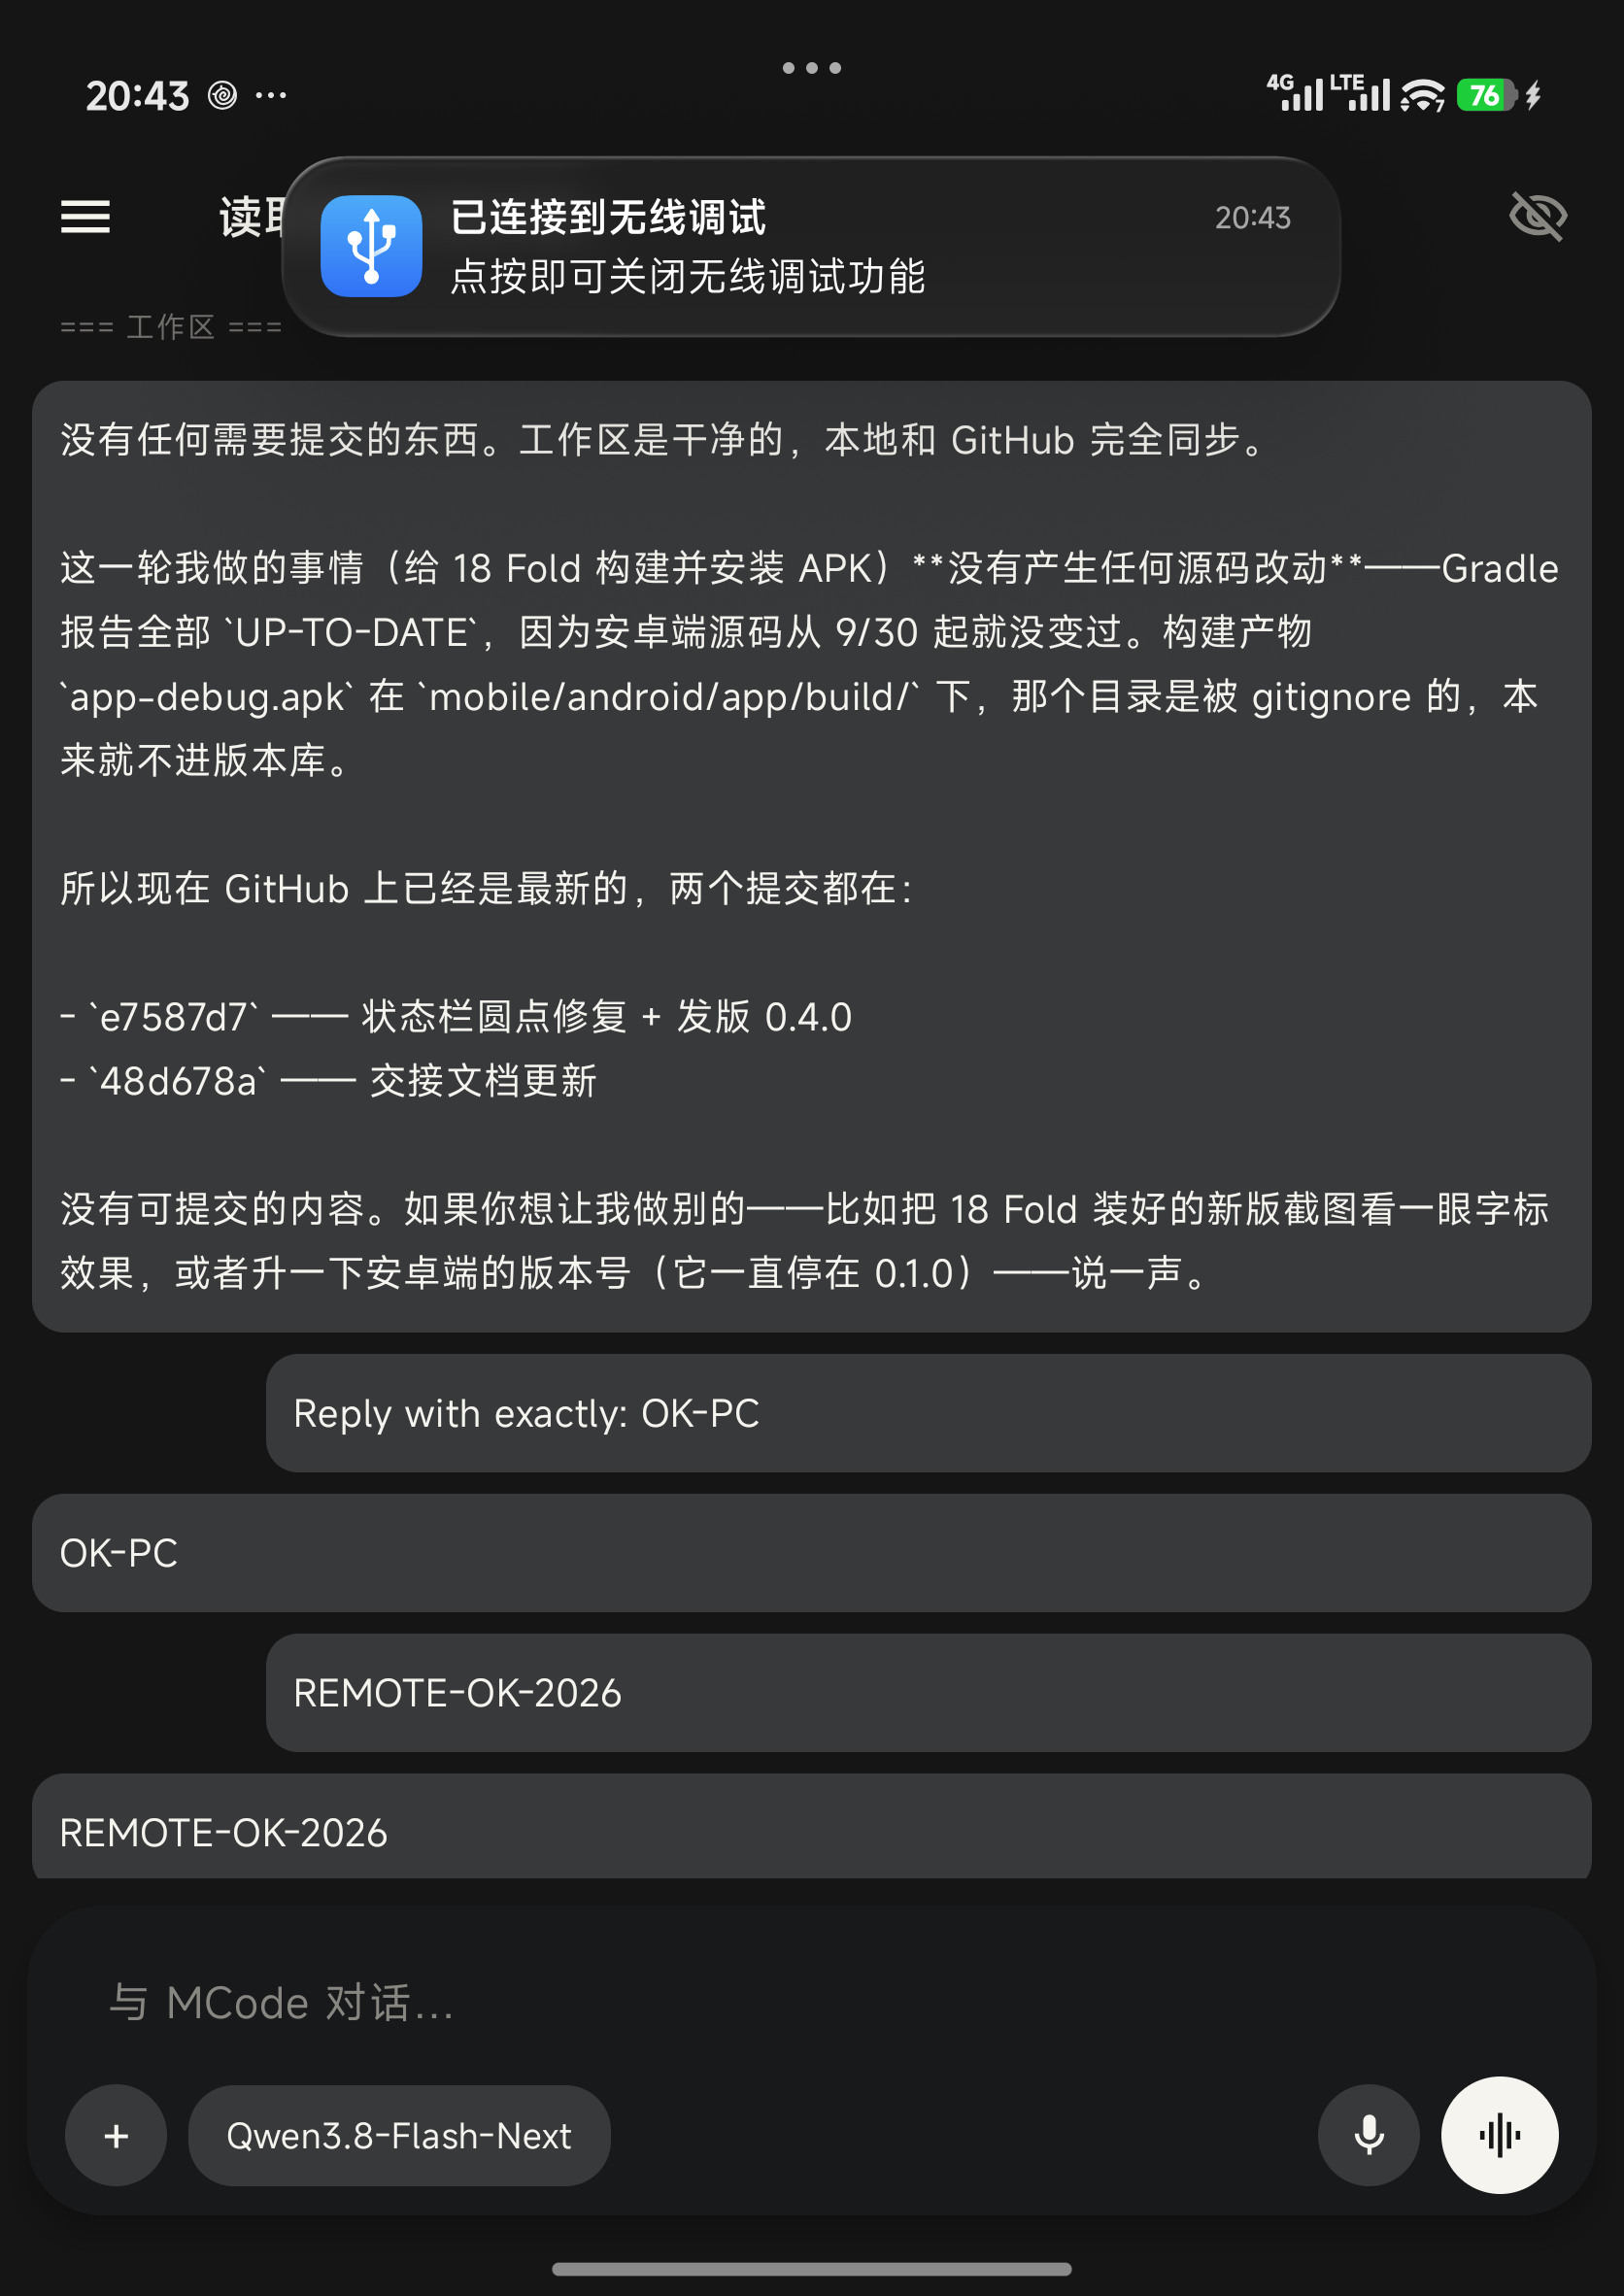 20:43
4G LTE 7 76
读取
已连接到无线调试 20:43
点按即可关闭无线调试功能
=== 工作区 ===
没有任何需要提交的东西。工作区是干净的，本地和 GitHub 完全同步。
这一轮我做的事情（给 18 Fold 构建并安装 APK）**没有产生任何源码改动**——Gradle
报告全部 `UP-TO-DATE`，因为安卓端源码从 9/30 起就没变过。构建产物
`app-debug.apk` 在 `mobile/android/app/build/` 下，那个目录是被 gitignore 的，本
来就不进版本库。
所以现在 GitHub 上已经是最新的，两个提交都在：
- `e7587d7` —— 状态栏圆点修复 + 发版 0.4.0
- `48d678a` —— 交接文档更新
没有可提交的内容。如果你想让我做别的——比如把 18 Fold 装好的新版截图看一眼字标
效果，或者升一下安卓端的版本号（它一直停在 0.1.0）——说一声。
Reply with exactly: OK-PC
OK-PC
REMOTE-OK-2026
REMOTE-OK-2026
与 MCode 对话...
+ Qwen3.8-Flash-Next